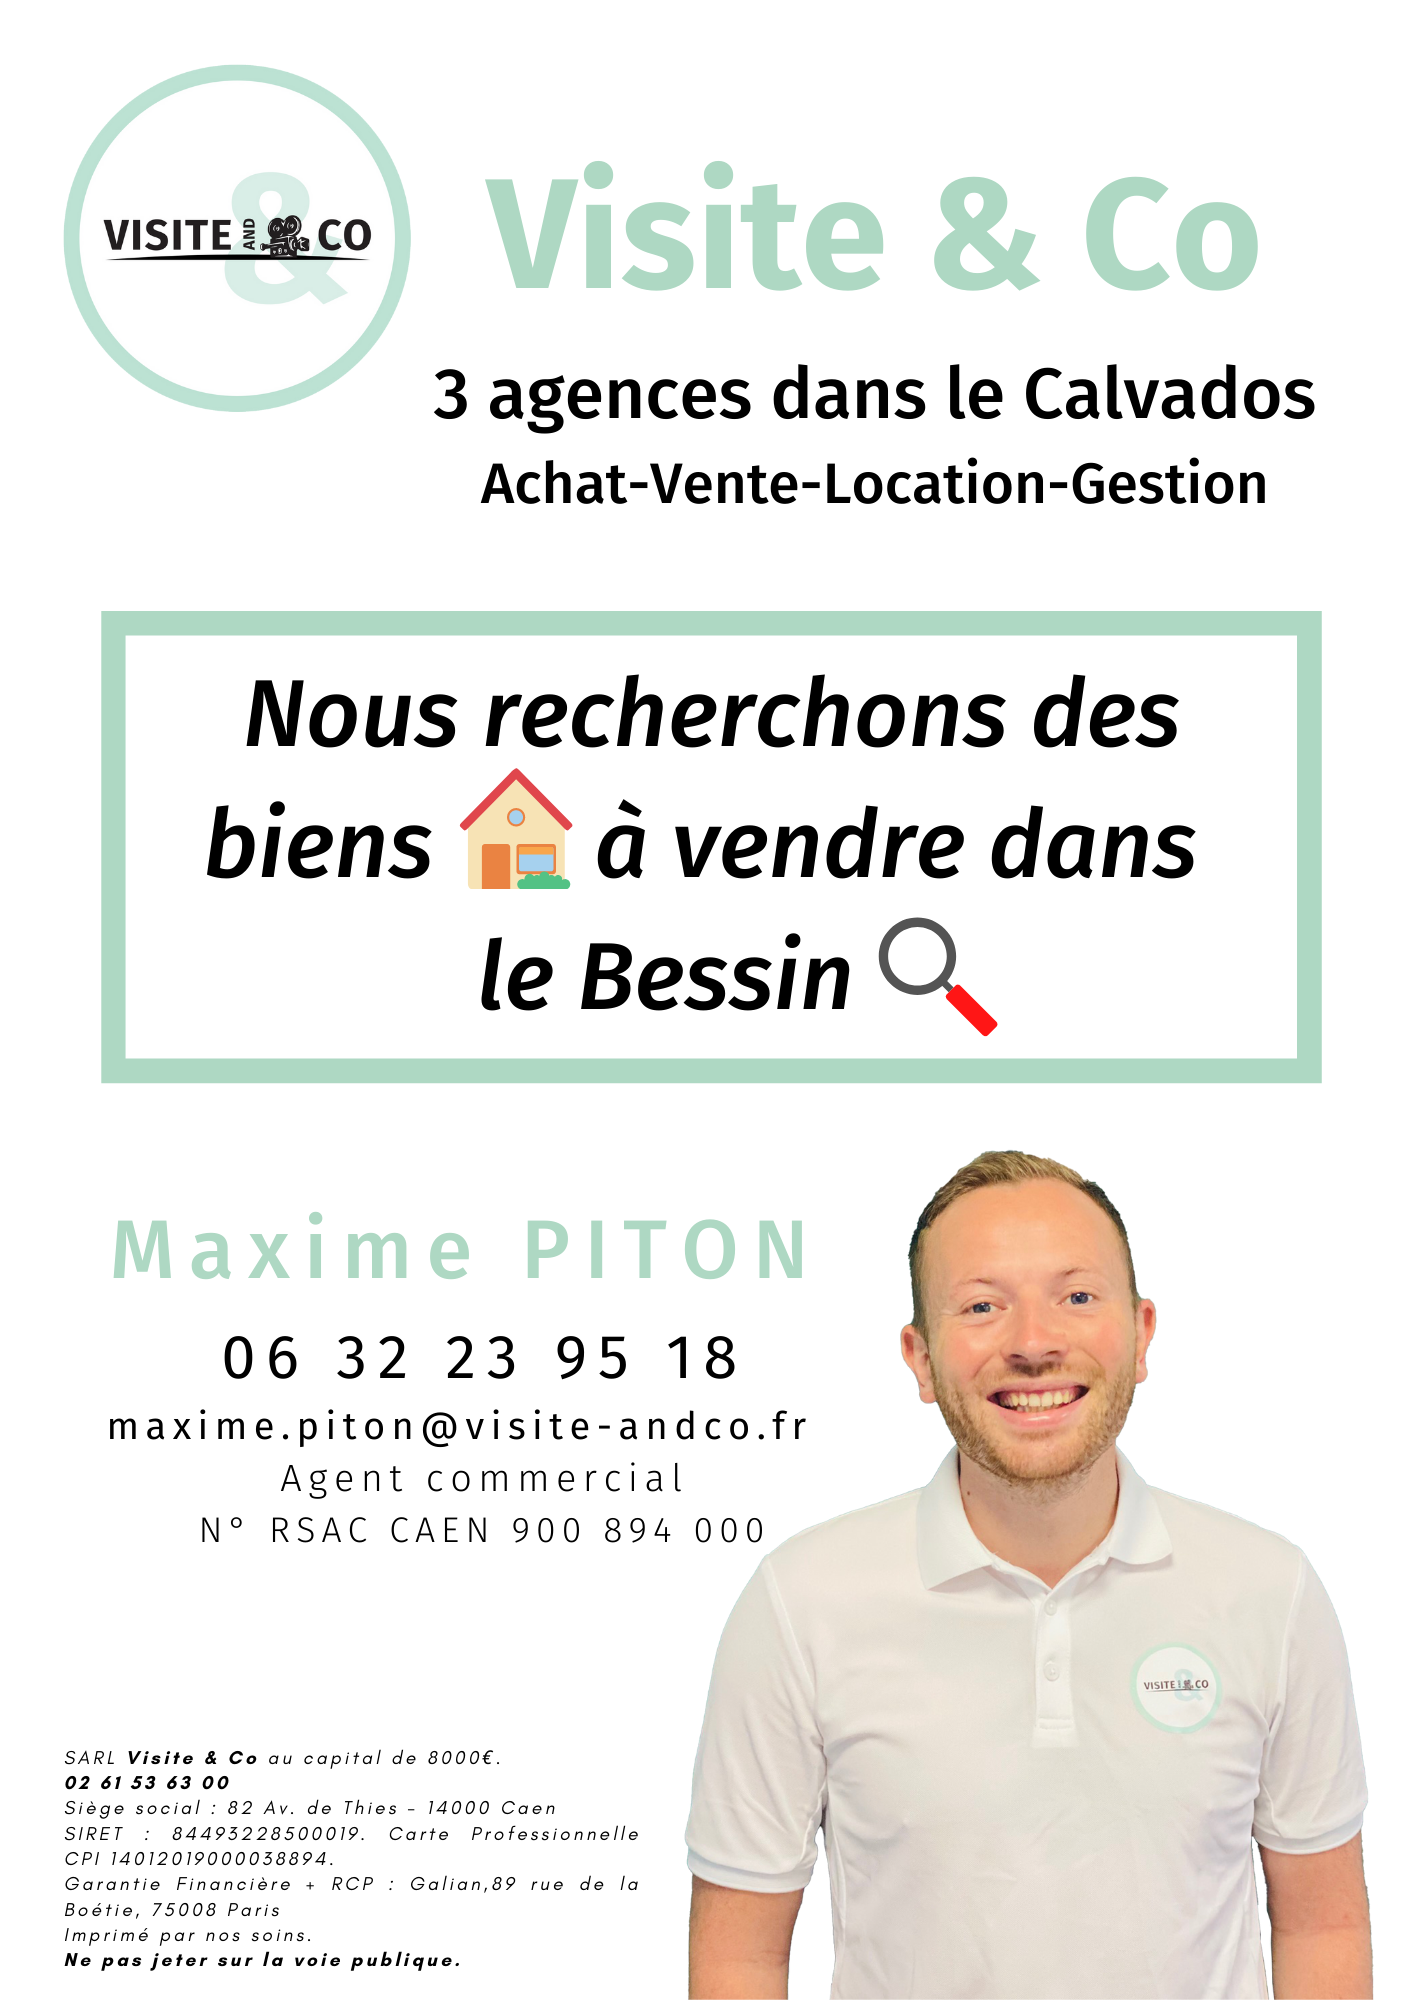 VISITE AND CO
&
Visite & Co
3 agences dans le Calvados
Achat-Vente-Location-Gestion
Nous recherchons des
biens à vendre dans
le Bessin
Maxime PITON
06 32 23 95 18
maxime.piton@visite-andco.fr
Agent commercial
N° RSAC CAEN 900 894 000
VISITE & CO
SARL Visite & Co au capital de 8000€.
02 61 53 63 00
Siège social : 82 Av. de Thies - 14000 Caen
SIRET : 84493228500019. Carte Professionnelle
CPI 14012019000038894.
Garantie Financière + RCP : Galian,89 rue de la
Boétie, 75008 Paris
Imprimé par nos soins.
Ne pas jeter sur la voie publique.